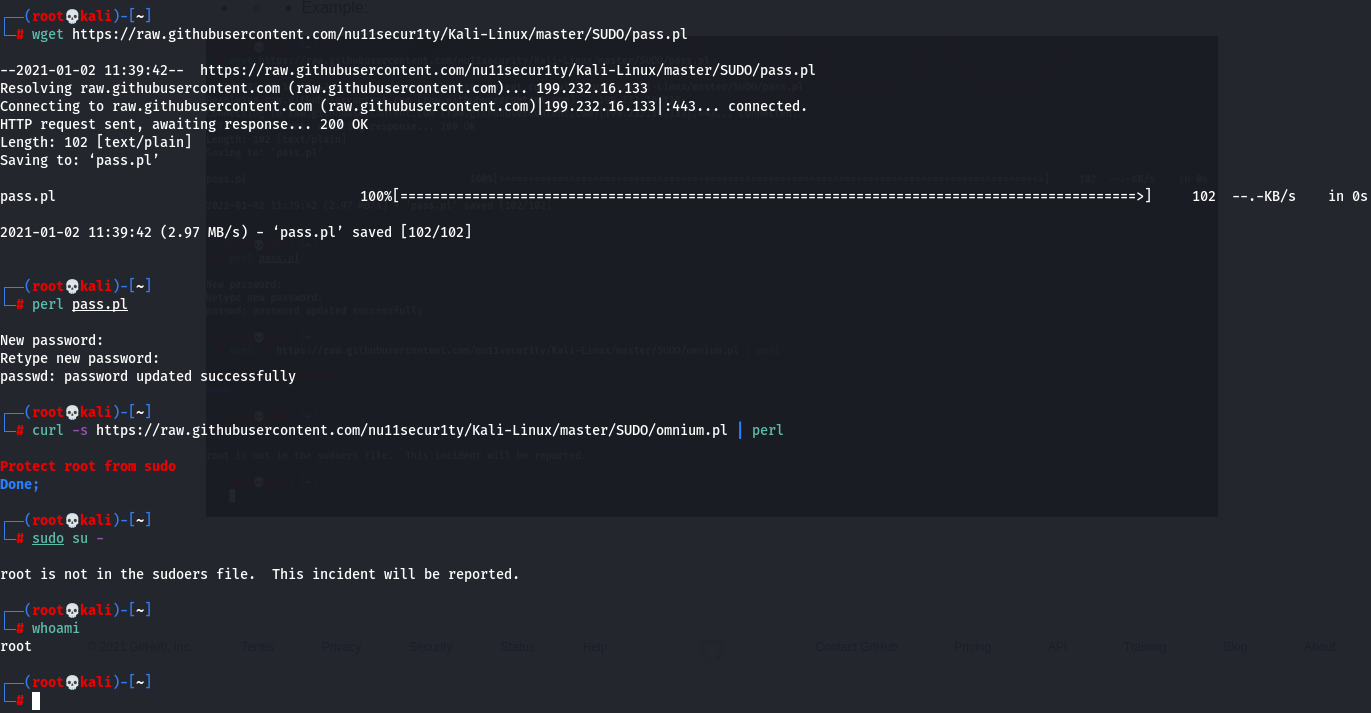 Example:
┌──(root💀kali)-[~]
└─# wget https://raw.githubusercontent.com/nu11secur1ty/Kali-Linux/master/SUDO/pass.pl
--2021-01-02 11:39:42--  https://raw.githubusercontent.com/nu11secur1ty/Kali-Linux/master/SUDO/pass.pl
Resolving raw.githubusercontent.com (raw.githubusercontent.com)... 199.232.16.133
Connecting to raw.githubusercontent.com (raw.githubusercontent.com)|199.232.16.133|:443... connected.
HTTP request sent, awaiting response... 200 OK
Length: 102 [text/plain]
Saving to: ‘pass.pl’
pass.pl 100%[============================================================================================>] 102 --.-KB/s in 0s
2021-01-02 11:39:42 (2.97 MB/s) - ‘pass.pl’ saved [102/102]
┌──(root💀kali)-[~]
└─# perl pass.pl
New password:
Retype new password:
passwd: password updated successfully
┌──(root💀kali)-[~]
└─# curl -s https://raw.githubusercontent.com/nu11secur1ty/Kali-Linux/master/SUDO/omnium.pl | perl
Protect root from sudo
Done;
┌──(root💀kali)-[~]
└─# sudo su -
root is not in the sudoers file.  This incident will be reported.
┌──(root💀kali)-[~]
└─# whoami
root
© 2021 GitHub, Inc. Terms Privacy Security Status Help Contact GitHub Pricing API Training Blog About
┌──(root💀kali)-[~]
└─#